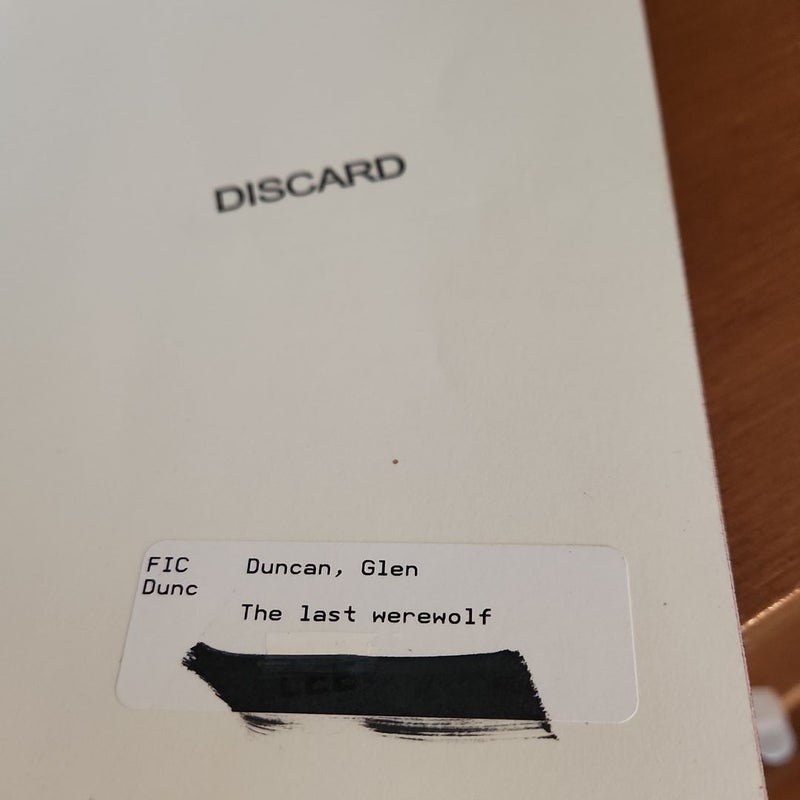 DISCARD
FIC Duncan, Glen
Dunc
The last werewolf